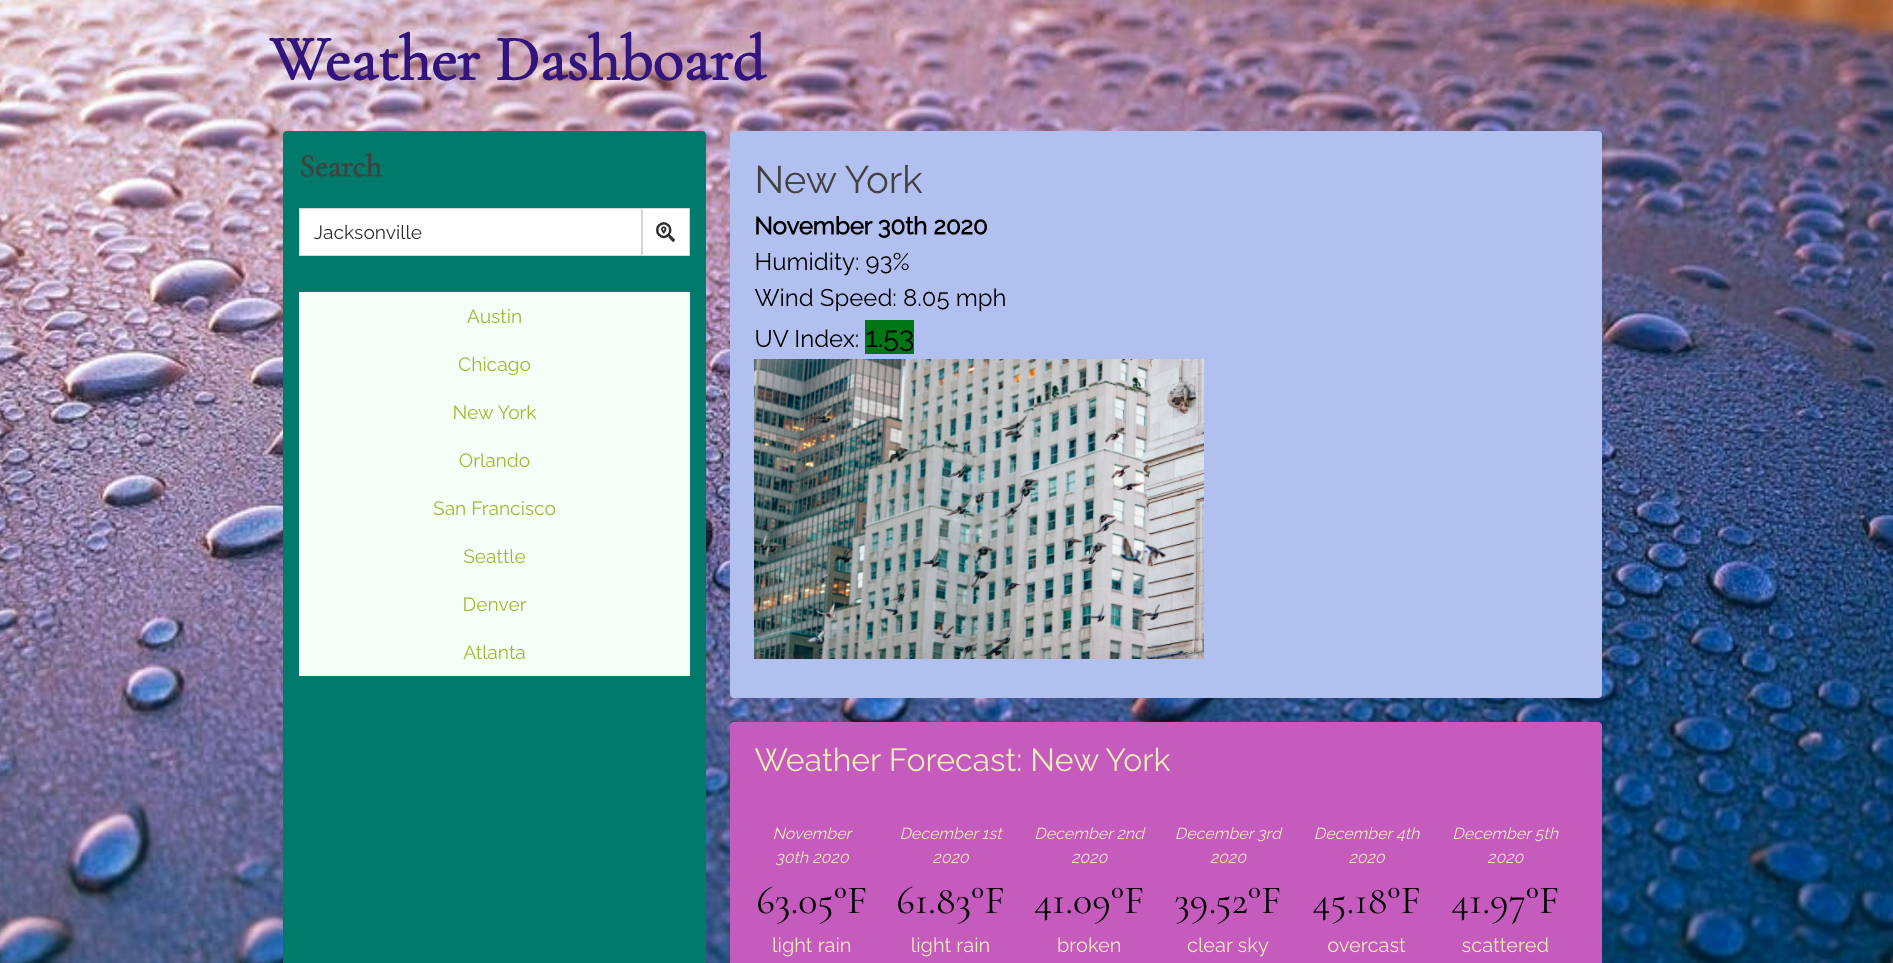 Weather Dashboard
Search
Jacksonville
Austin
Chicago
New York
Orlando
San Francisco
Seattle
Denver
Atlanta
New York
November 30th 2020
Humidity: 93%
Wind Speed: 8.05 mph
UV Index: 1.53
Weather Forecast: New York
November December 1st December 2nd December 3rd December 4th December 5th
30th 2020 2020 2020 2020 2020 2020
63.05°F 61.83°F 41.09°F 39.52°F 45.18°F 41.97°F
light rain light rain broken clear sky overcast scattered